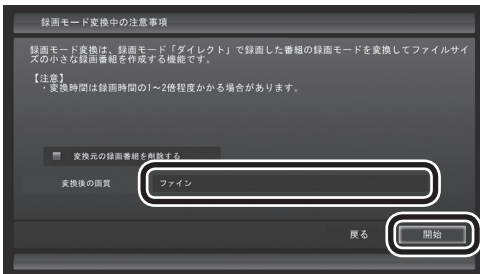 録画モード変換中の注意事項
録画モード変換は、録画モード「ダイレクト」で録画した番組の録画モードを変換してファイルサイ
ズの小さな録画番組を作成する機能です。
【注意】
・変換時間は録画時間の1～2倍程度かかる場合があります。
変換元の録画番組を削除する
変換後の画質 ファイン
戻る 開始